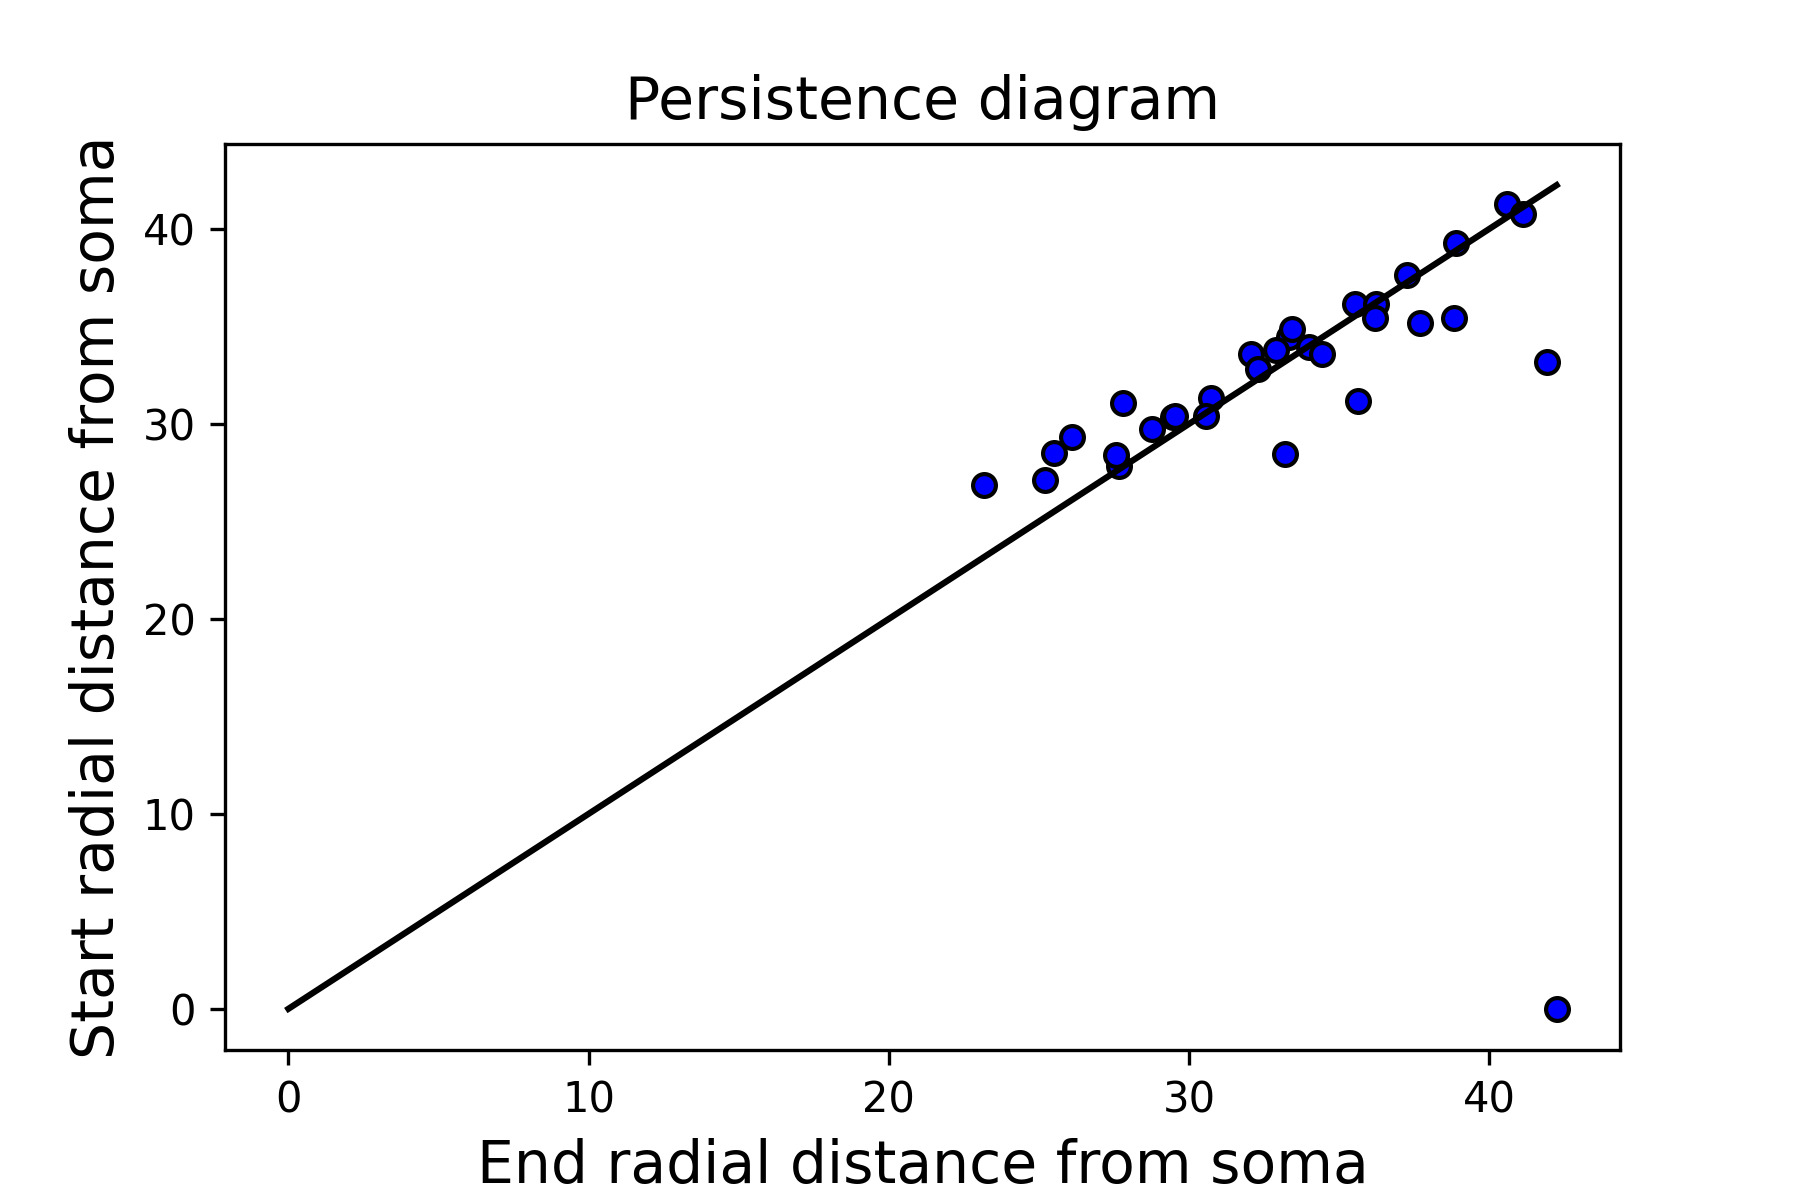 Persistence diagram
Start radial distance from soma
40
30
20
10
0
0 10 20 30 40
End radial distance from soma